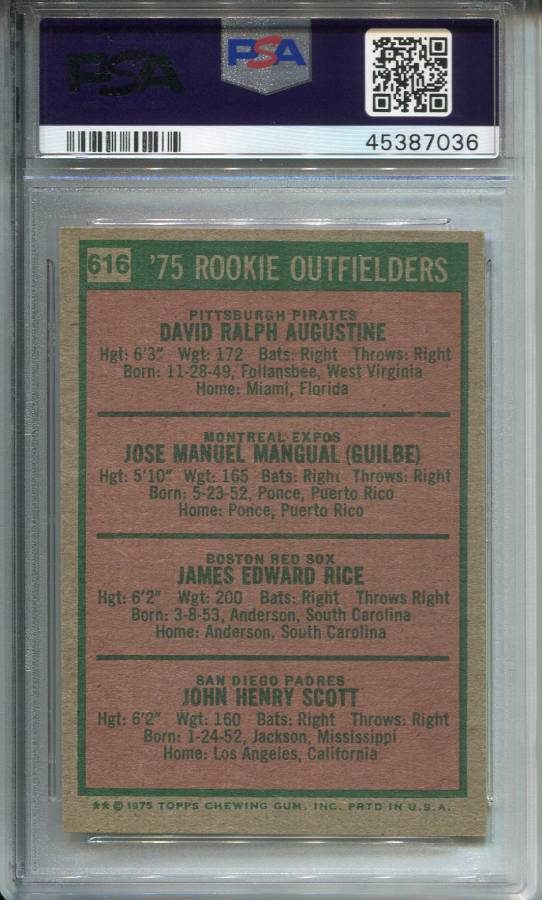 PSA
PSA
45387036
616 '75 ROOKIE OUTFIELDERS
PITTSBURGH PIRATES
DAVID RALPH AUGUSTINE
Hgt: 6'3" Wgt: 172 Bats: Right Throws: Right
Born: 11-28-49, Follansbee, West Virginia
Home: Miami, Florida
MONTREAL EXPOS
JOSE MANUEL MANGUAL (GUILBE)
Hgt: 5'10" Wgt: 165 Bats: Right Throws: Right
Born: 5-23-52, Ponce, Puerto Rico
Home: Ponce, Puerto Rico
BOSTON RED SOX
JAMES EDWARD RICE
Hgt: 6'2" Wgt: 200 Bats: Right Throws Right
Born: 3-8-53, Anderson, South Carolina
Home: Anderson, South Carolina
SAN DIEGO PADRES
JOHN HENRY SCOTT
Hgt: 6'2" Wgt: 160 Bats: Right Throws: Right
Born: 1-24-52, Jackson, Mississippi
Home: Los Angeles, California
** © 1975 TOPPS CHEWING GUM, INC. PRTD IN U.S.A.